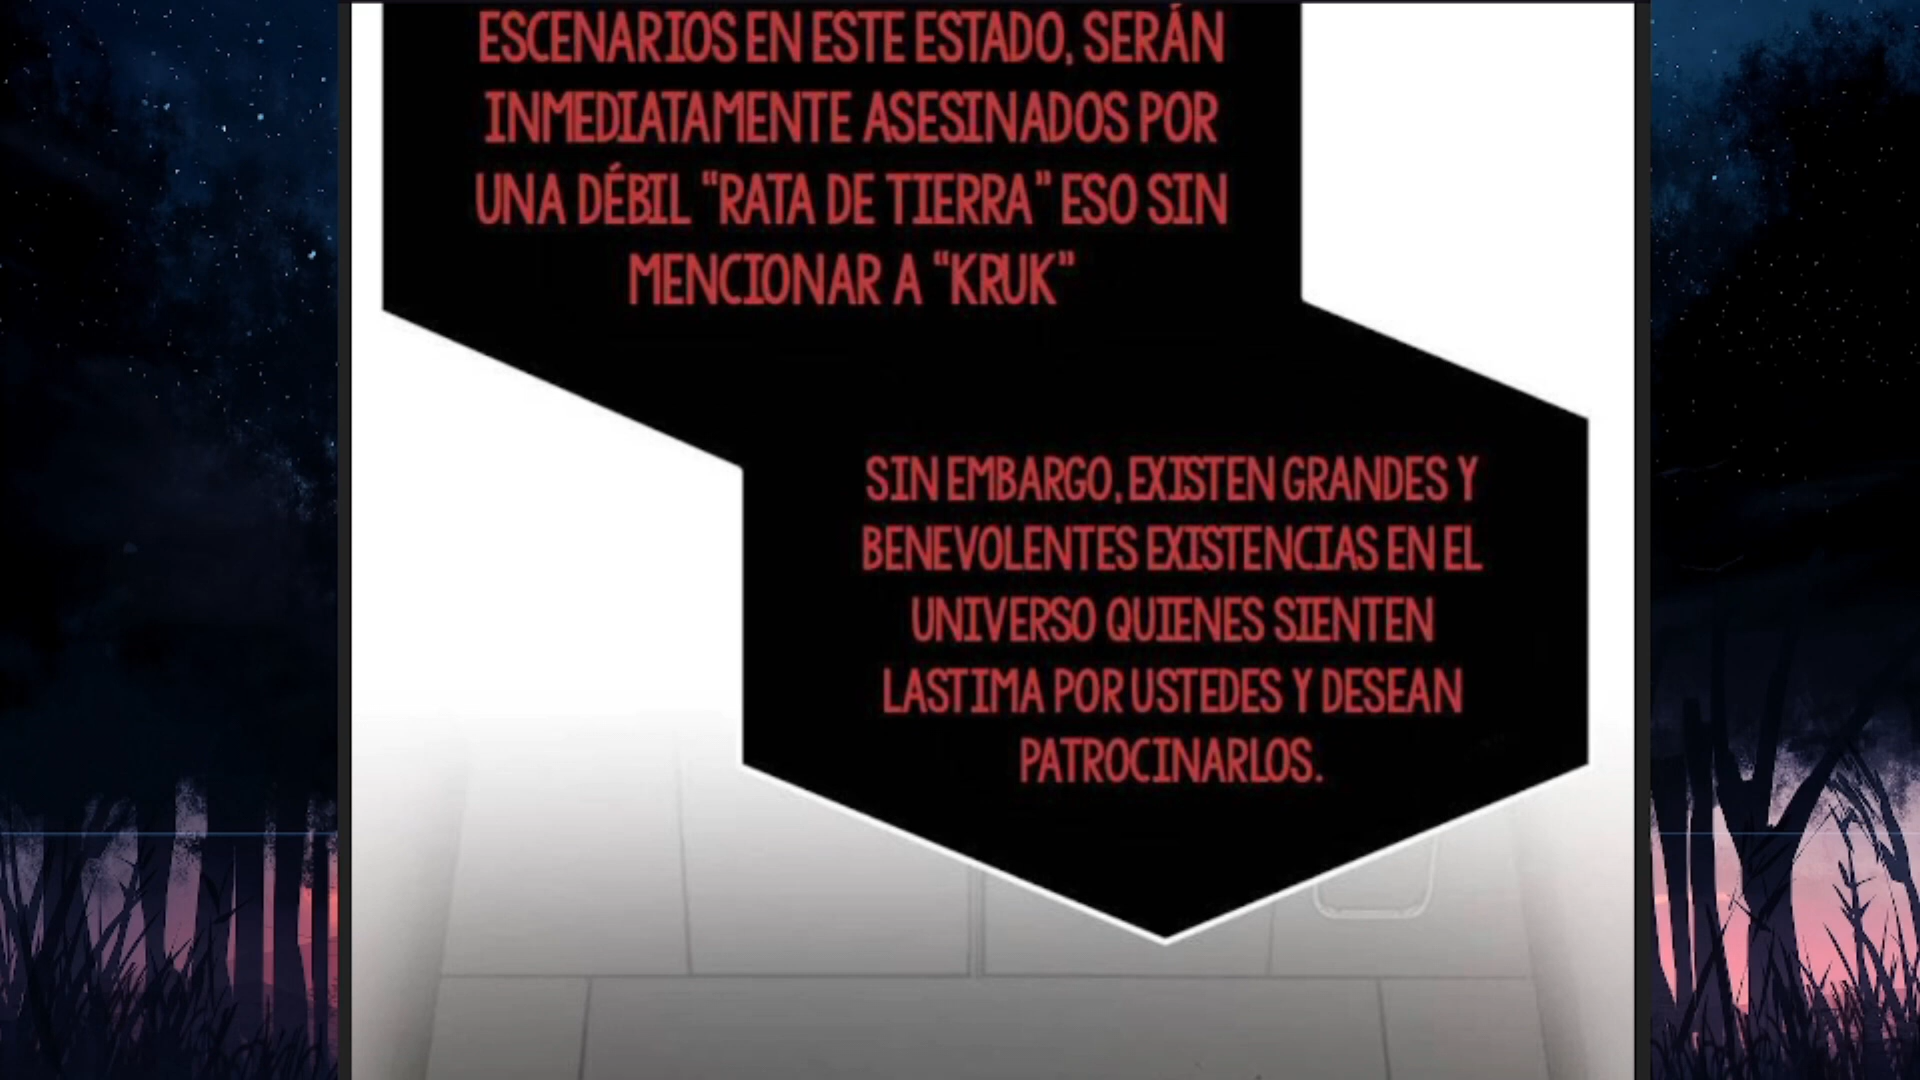 ESCENARIOS EN ESTE ESTADO, SERÁN
INMEDIATAMENTE ASESINADOS POR
UNA DÉBIL “RATA DE TIERRA” ESO SIN
MENCIONAR A “KRUK”
SIN EMBARGO, EXISTEN GRANDES Y
BENEVOLENTES EXISTENCIAS EN EL
UNIVERSO QUIENES SIENTEN
LASTIMA POR USTEDES Y DESEAN
PATROCINARLOS.